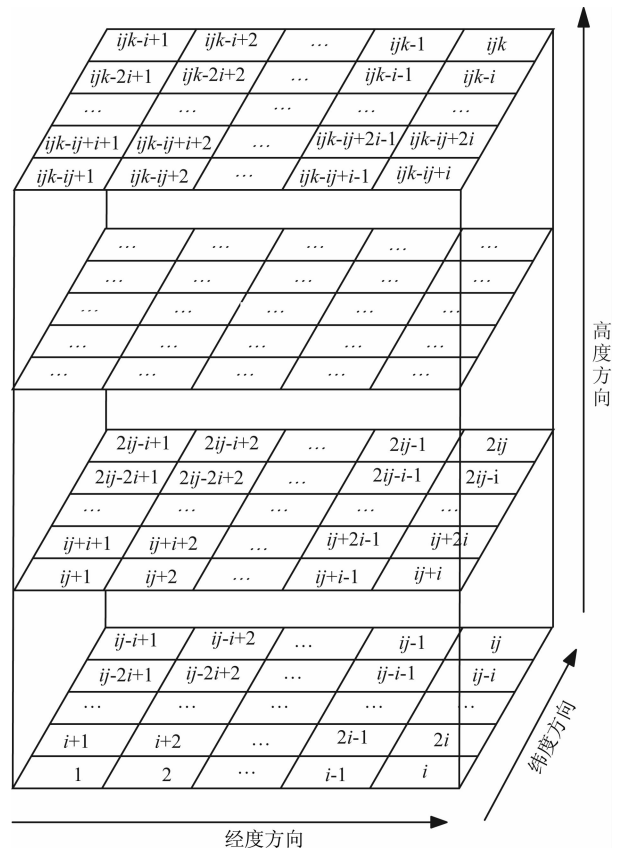 ijk-i+1 ijk-i+2 … ijk-1 ijk
ijk-2i+1 ijk-2i+2 … ijk-i-1 ijk-i
… … … … …
ijk-ij+i+1 ijk-ij+i+2 … ijk-ij+2i-1 ijk-ij+2i
ijk-ij+1 ijk-ij+2 … ijk-ij+i-1 ijk-ij+i
… … … … …
… … … … …
… … … … …
… … … … …
… … … … …
高度方向
2ij-i+1 2ij-i+2 … 2ij-1 2ij
2ij-2i+1 2ij-2i+2 … 2ij-i-1 2ij-i
… … … … …
ij+i+1 ij+i+2 … ij+2i-1 ij+2i
ij+1 ij+2 … ij+i-1 ij+i
ij-i+1 ij-i+2 … ij-1 ij
ij-2i+1 ij-2i+2 … ij-i-1 ij-i
… … … … …
i+1 i+2 … 2i-1 2i
1 2 … i-1 i
纬度方向
经度方向